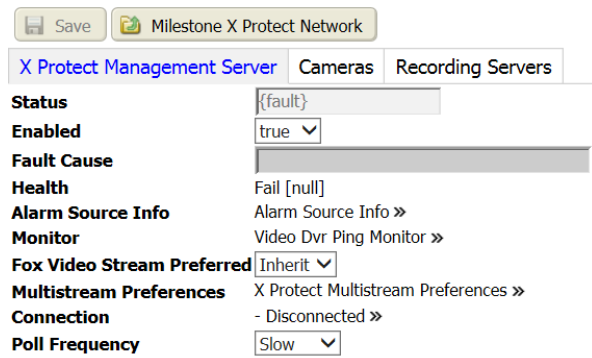 Save Milestone X Protect Network
X Protect Management Server Cameras Recording Servers
Status {fault}
Enabled true
Fault Cause
Health Fail [null]
Alarm Source Info Alarm Source Info »
Monitor Video Dvr Ping Monitor »
Fox Video Stream Preferred Inherit
Multistream Preferences X Protect Multistream Preferences »
Connection - Disconnected »
Poll Frequency Slow